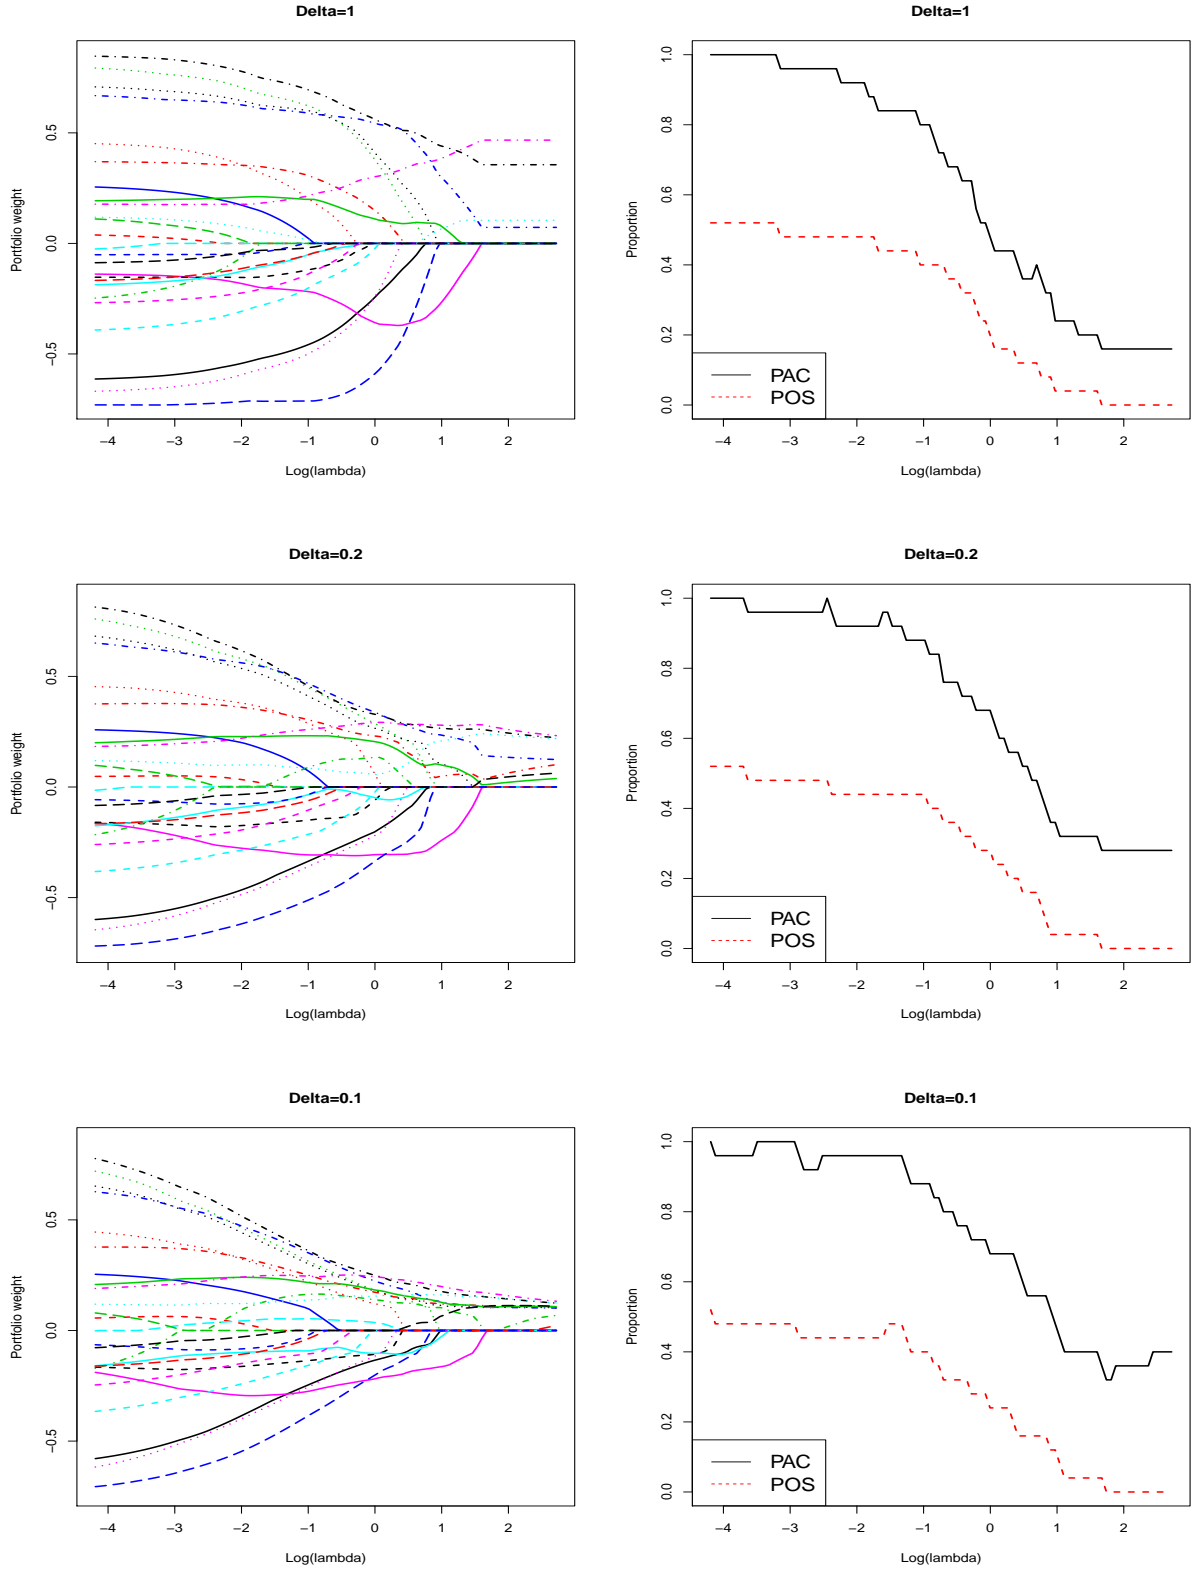 Delta=1
Portfolio weight
0.5
0.0
−0.5
−4 −3 −2 −1 0 1 2
Log(lambda)
Delta=1
Proportion
1.0
0.8
0.6
0.4
0.2
0.0
PAC
POS
−4 −3 −2 −1 0 1 2
Log(lambda)
Delta=0.2
Portfolio weight
0.5
0.0
−0.5
−4 −3 −2 −1 0 1 2
Log(lambda)
Delta=0.2
Proportion
1.0
0.8
0.6
0.4
0.2
0.0
PAC
POS
−4 −3 −2 −1 0 1 2
Log(lambda)
Delta=0.1
Portfolio weight
0.5
0.0
−0.5
−4 −3 −2 −1 0 1 2
Log(lambda)
Delta=0.1
Proportion
1.0
0.8
0.6
0.4
0.2
0.0
PAC
POS
−4 −3 −2 −1 0 1 2
Log(lambda)